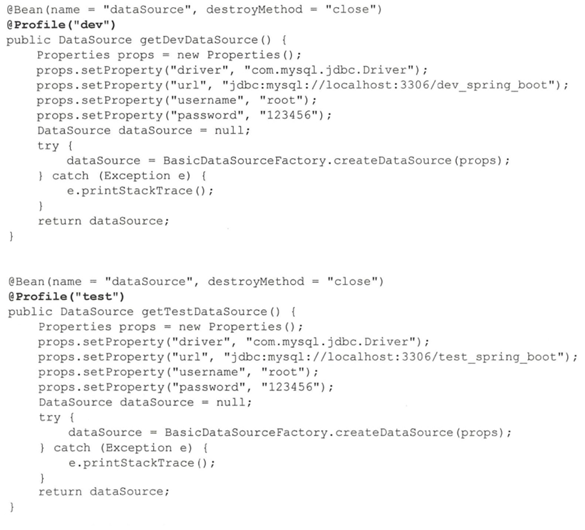 @Bean(name = "dataSource", destroyMethod = "close")
@Profile("dev")
public DataSource getDevDataSource() {
    Properties props = new Properties();
    props.setProperty("driver", "com.mysql.jdbc.Driver");
    props.setProperty("url", "jdbc:mysql://localhost:3306/dev_spring_boot");
    props.setProperty("username", "root");
    props.setProperty("password", "123456");
    DataSource dataSource = null;
    try {
        dataSource = BasicDataSourceFactory.createDataSource(props);
    } catch (Exception e) {
        e.printStackTrace();
    }
    return dataSource;
}
@Bean(name = "dataSource", destroyMethod = "close")
@Profile("test")
public DataSource getTestDataSource() {
    Properties props = new Properties();
    props.setProperty("driver", "com.mysql.jdbc.Driver");
    props.setProperty("url", "jdbc:mysql://localhost:3306/test_spring_boot");
    props.setProperty("username", "root");
    props.setProperty("password", "123456");
    DataSource dataSource = null;
    try {
        dataSource = BasicDataSourceFactory.createDataSource(props);
    } catch (Exception e) {
        e.printStackTrace();
    }
    return dataSource;
}